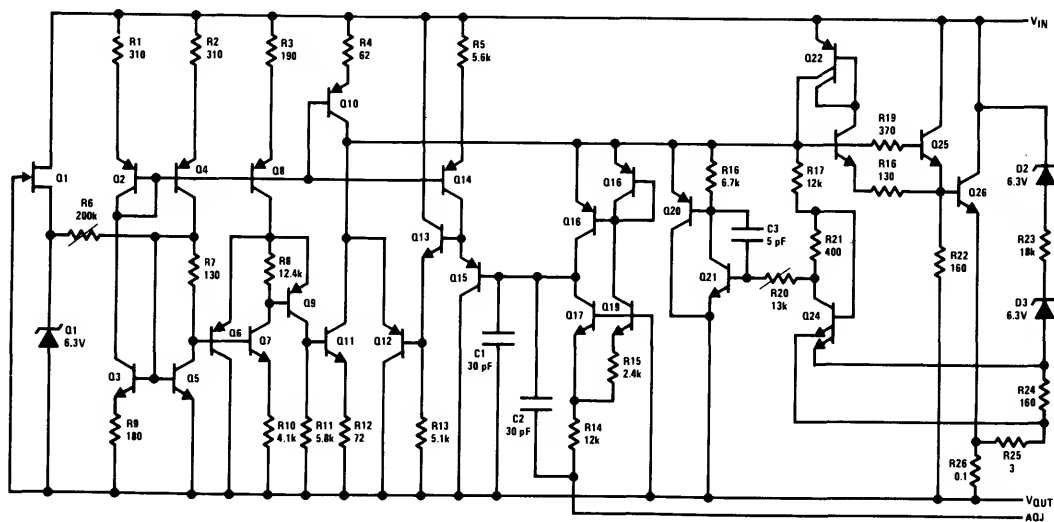 V_IN
R1
310
R2
310
R3
190
R4
62
R5
5.6k
Q22
Q10
R19
370
Q25
R16
6.7k
R17
12k
R16
130
D2
6.3V
Q1
Q2
Q4
Q8
Q14
Q16
Q16
Q20
Q26
R6
200k
Q13
C3
5 pF
R21
400
R23
18k
R7
130
R8
12.4k
Q15
R22
160
Q9
Q21
R20
13k
Q1
6.3V
Q6
Q7
Q11
Q12
Q17
Q19
Q24
D3
6.3V
C1
30 pF
Q3
Q5
R15
2.4k
C2
30 pF
R24
160
R9
180
R10
4.1k
R11
5.8k
R12
72
R13
5.1k
R14
12k
R25
3
R26
0.1
V_OUT
ADJ